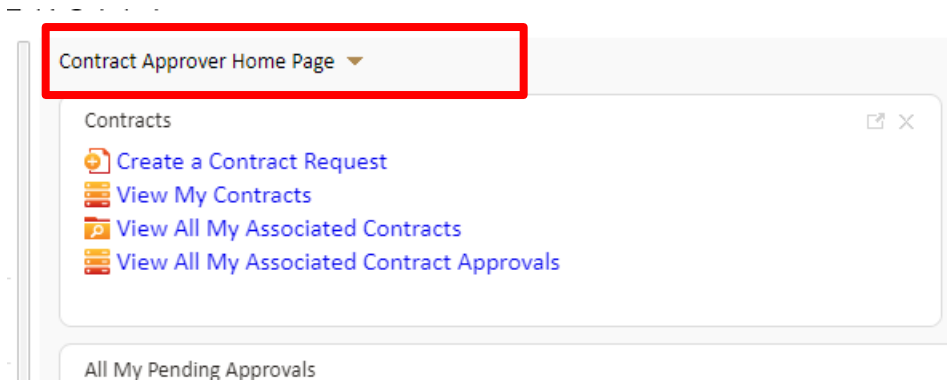 Contract Approver Home Page
Contracts
Create a Contract Request
View My Contracts
View All My Associated Contracts
View All My Associated Contract Approvals
All My Pending Approvals